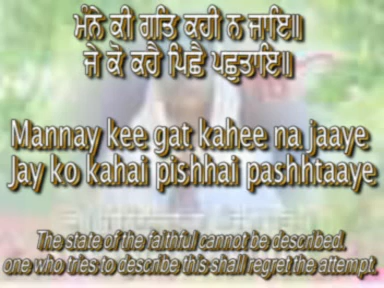 ਮੰਨੇ ਕੀ ਗਤਿ ਕਹੀ ਨ ਜਾਇ॥
ਜੇ ਕੋ ਕਹੈ ਪਿਛੈ ਪਛੁਤਾਇ॥
Mannay kee gat kahee na jaaye
Jay ko kahai pishhai pashhtaaye
The state of the faithful cannot be described.
one who tries to describe this shall regret the attempt.